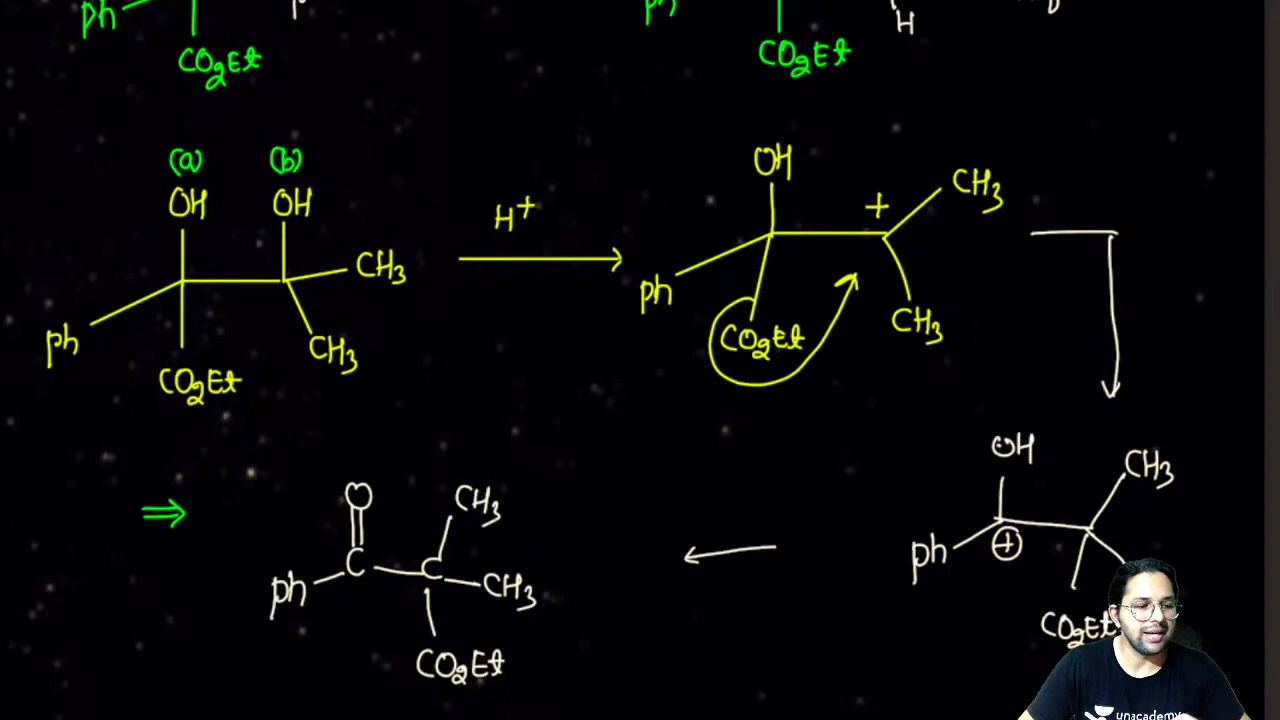 ph
CO2Et
ph
CO2Et
H
(a) (b)
OH OH
CH3
CH3
ph
CO2Et
H+
OH
+
CH3
CH3
ph
CO2Et
OH
CH3
ph
+
CO2Et
⇒
O
CH3
C
C
CH3
ph
CO2Et
unacademy